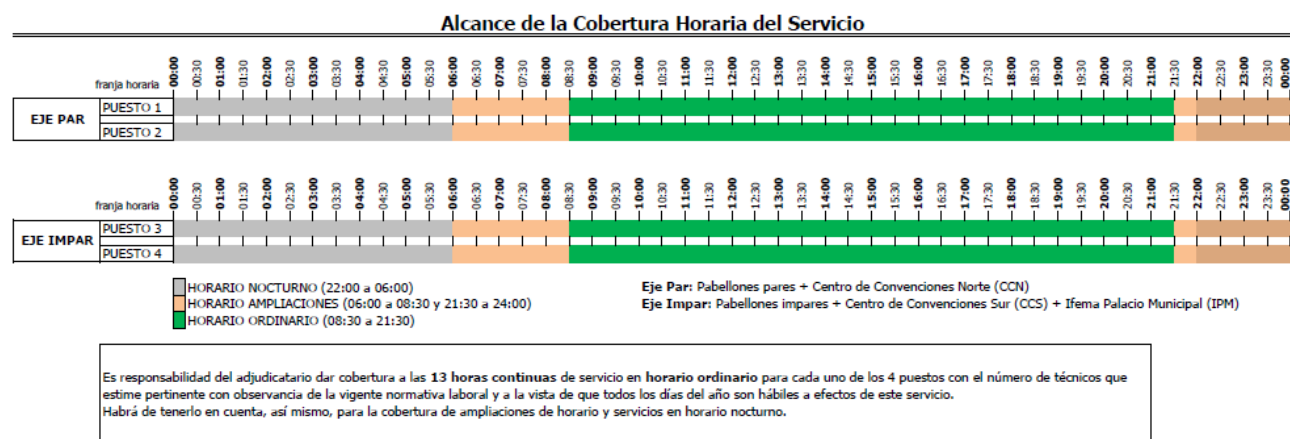 Alcance de la Cobertura Horaria del Servicio
franja horaria 00:00 00:30 01:00 01:30 02:00 02:30 03:00 03:30 04:00 04:30 05:00 05:30 06:00 06:30 07:00 07:30 08:00 08:30 09:00 09:30 10:00 10:30 11:00 11:30 12:00 12:30 13:00 13:30 14:00 14:30 15:00 15:30 16:00 16:30 17:00 17:30 18:00 18:30 19:00 19:30 20:00 20:30 21:00 21:30 22:00 22:30 23:00 23:30 00:00
EJE PAR
PUESTO 1
PUESTO 2
franja horaria 00:00 00:30 01:00 01:30 02:00 02:30 03:00 03:30 04:00 04:30 05:00 05:30 06:00 06:30 07:00 07:30 08:00 08:30 09:00 09:30 10:00 10:30 11:00 11:30 12:00 12:30 13:00 13:30 14:00 14:30 15:00 15:30 16:00 16:30 17:00 17:30 18:00 18:30 19:00 19:30 20:00 20:30 21:00 21:30 22:00 22:30 23:00 23:30 00:00
EJE IMPAR
PUESTO 3
PUESTO 4
HORARIO NOCTURNO (22:00 a 06:00)
HORARIO AMPLIACIONES (06:00 a 08:30 y 21:30 a 24:00)
HORARIO ORDINARIO (08:30 a 21:30)
Eje Par: Pabellones pares + Centro de Convenciones Norte (CCN)
Eje Impar: Pabellones impares + Centro de Convenciones Sur (CCS) + Ifema Palacio Municipal (IPM)
Es responsabilidad del adjudicatario dar cobertura a las 13 horas continuas de servicio en horario ordinario para cada uno de los 4 puestos con el número de técnicos que
estime pertinente con observancia de la vigente normativa laboral y a la vista de que todos los días del año son hábiles a efectos de este servicio.
Habrá de tenerlo en cuenta, así mismo, para la cobertura de ampliaciones de horario y servicios en horario nocturno.